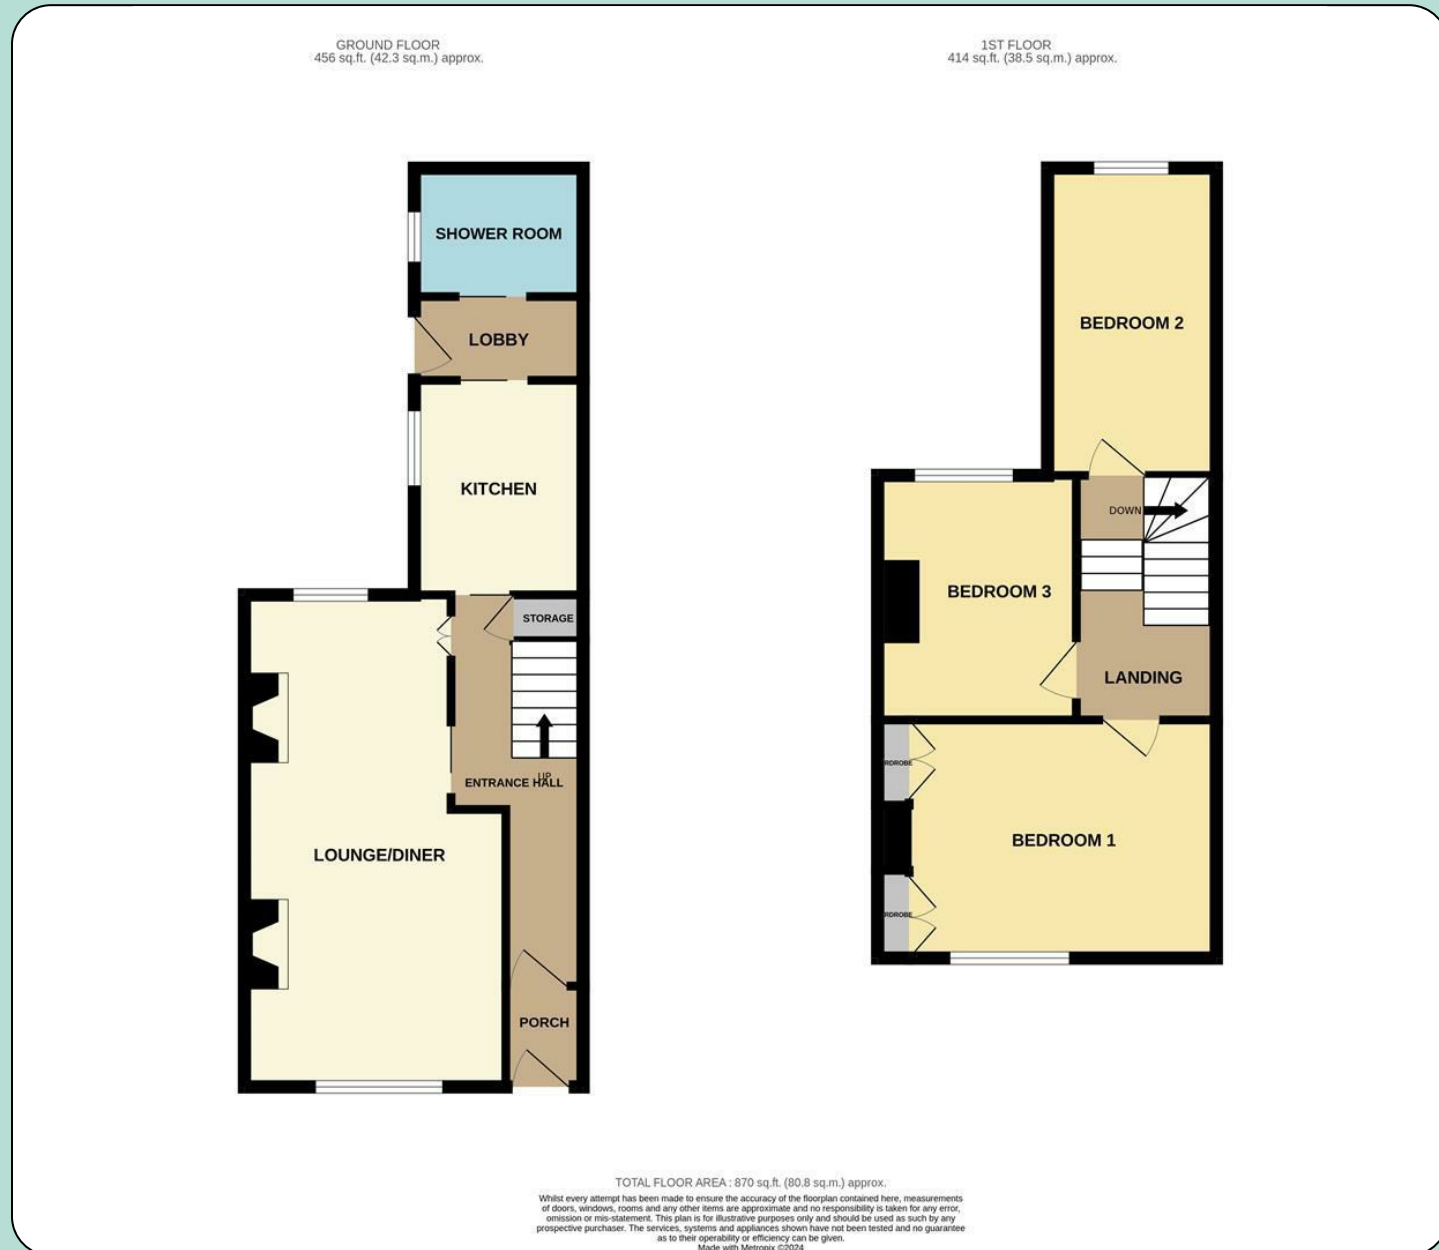 GROUND FLOOR
456 sq.ft. (42.3 sq.m.) approx.
1ST FLOOR
414 sq.ft. (38.5 sq.m.) approx.
SHOWER ROOM
LOBBY
KITCHEN
STORAGE
UP
ENTRANCE HALL
LOUNGE/DINER
PORCH
BEDROOM 2
DOWN
BEDROOM 3
LANDING
RDROBE
BEDROOM 1
RDROBE
TOTAL FLOOR AREA : 870 sq.ft. (80.8 sq.m.) approx.
Whilst every attempt has been made to ensure the accuracy of the floorplan contained here, measurements
of doors, windows, rooms and any other items are approximate and no responsibility is taken for any error,
omission or mis-statement. This plan is for illustrative purposes only and should be used as such by any
prospective purchaser. The services, systems and appliances shown have not been tested and no guarantee
as to their operability or efficiency can be given.
Made with Metropix ©2024